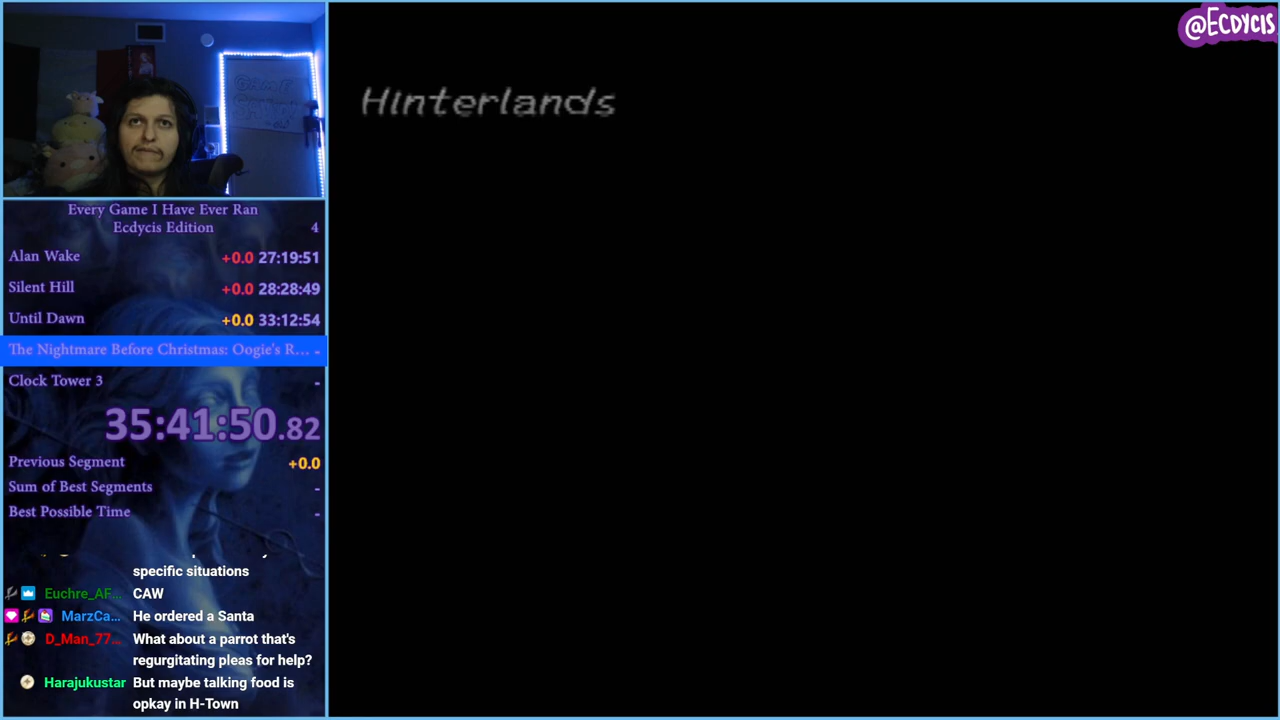 @ECDYCIS
Hinterlands
GAME
Every Game I Have Ever Ran
Ecdycis Edition 4
Alan Wake +0.0 27:19:51
Silent Hill +0.0 28:28:49
Until Dawn +0.0 33:12:54
The Nightmare Before Christmas: Oogie's R... -
Clock Tower 3 -
35:41:50.82
Previous Segment +0.0
Sum of Best Segments -
Best Possible Time -
specific situations
Euchre_AF... CAW
MarzCa... He ordered a Santa
D_Man_77... What about a parrot that's
regurgitating pleas for help?
Harajukustar But maybe talking food is
opkay in H-Town